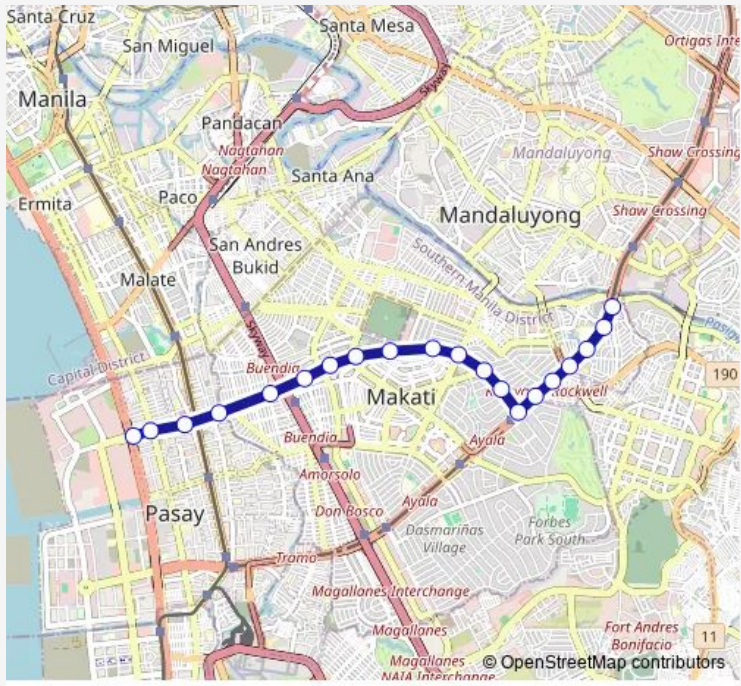 Santa Cruz
Santa Mesa
San Miguel
Ortigas Inte
Skyway
Manila
Pandacan
Nagtahan
Nagtahan
Mandaluyong
Shaw Crossing
Santa Ana
Paco
Ermita
Mandaluyong
Shaw Crossing
San Andres
Bukid
Southern Manila District
Malate
Pasig
Skyway
Capital District
Buendia
190
Rockwell
Makati
Buendia
Ayala
Amorsolo
Ayala
Don Bosco
Pasay
Dasmariñas
Village
Forbes
Park South
Tramo
Magallanes Interchange
Magallanes
Fort Andres
Bonifacio
11
Magallanes
NAIA Interchange
© OpenStreetMap contributors